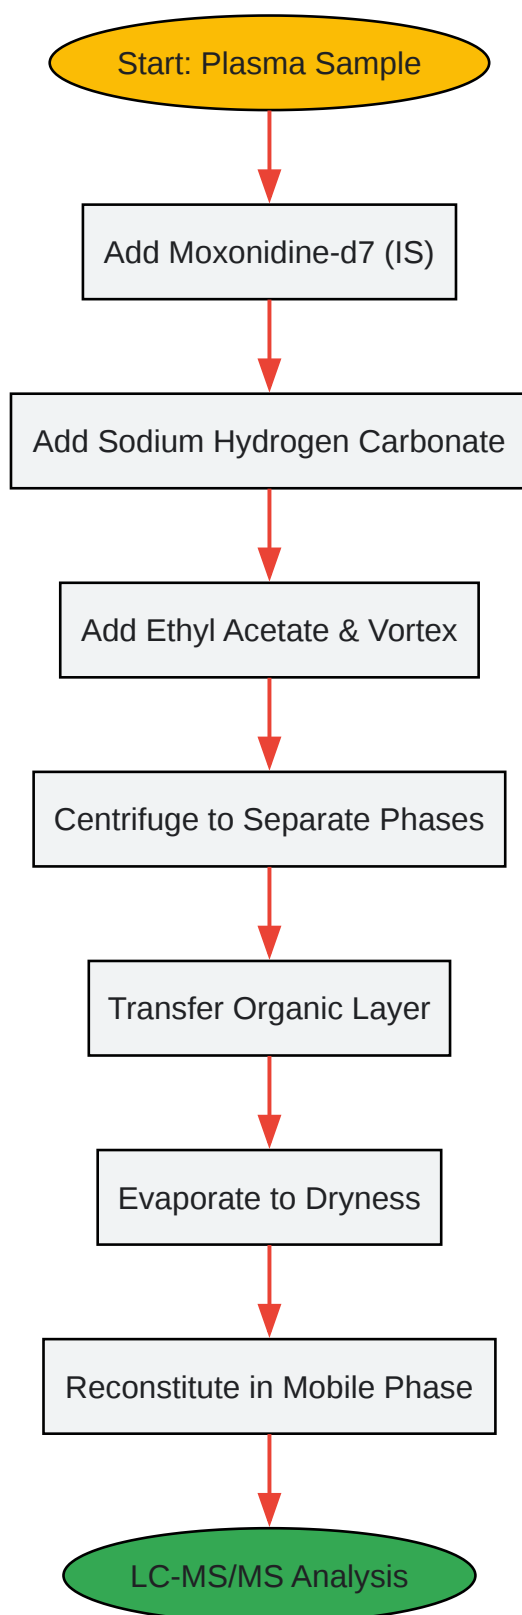 Start: Plasma Sample
Add Moxonidine-d7 (IS)
Add Sodium Hydrogen Carbonate
Add Ethyl Acetate & Vortex
Centrifuge to Separate Phases
Transfer Organic Layer
Evaporate to Dryness
Reconstitute in Mobile Phase
LC-MS/MS Analysis